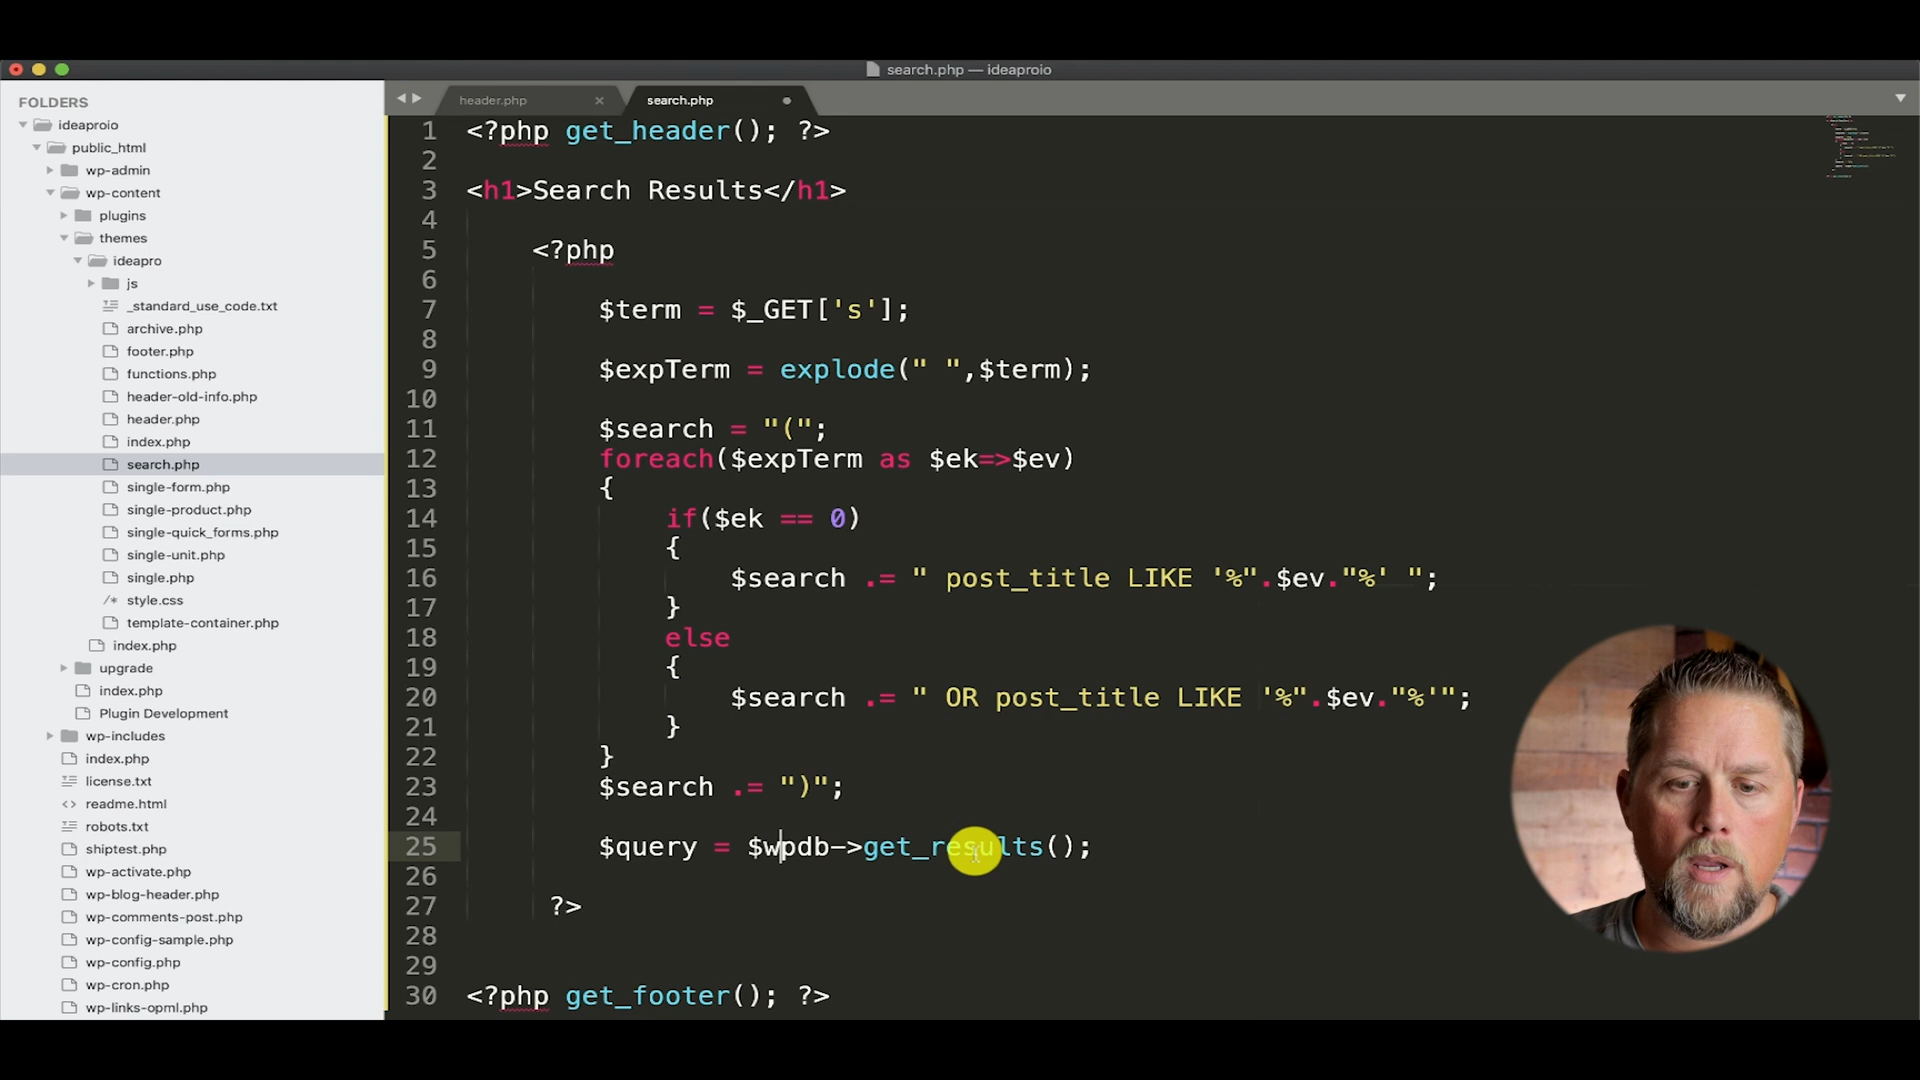 search.php — ideaproio
FOLDERS
ideaproio
public_html
wp-admin
wp-content
plugins
themes
ideapro
js
_standard_use_code.txt
archive.php
footer.php
functions.php
header-old-info.php
header.php
index.php
search.php
single-form.php
single-product.php
single-quick_forms.php
single-unit.php
single.php
/* style.css
template-container.php
index.php
upgrade
index.php
Plugin Development
wp-includes
index.php
license.txt
<> readme.html
robots.txt
shiptest.php
wp-activate.php
wp-blog-header.php
wp-comments-post.php
wp-config-sample.php
wp-config.php
wp-cron.php
wp-links-opml.php
header.php
search.php
1 <?php get_header(); ?>
2
3 <h1>Search Results</h1>
4
5 <?php
6
7 $term = $_GET['s'];
8
9 $expTerm = explode(" ",$term);
10
11 $search = "(";
12 foreach($expTerm as $ek=>$ev)
13 {
14 if($ek == 0)
15 {
16 $search .= " post_title LIKE '%".$ev."%' ";
17 }
18 else
19 {
20 $search .= " OR post_title LIKE '%".$ev."%'";
21 }
22 }
23 $search .= ")";
24
25 $query = $wpdb->get_results();
26
27 ?>
28
29
30 <?php get_footer(); ?>